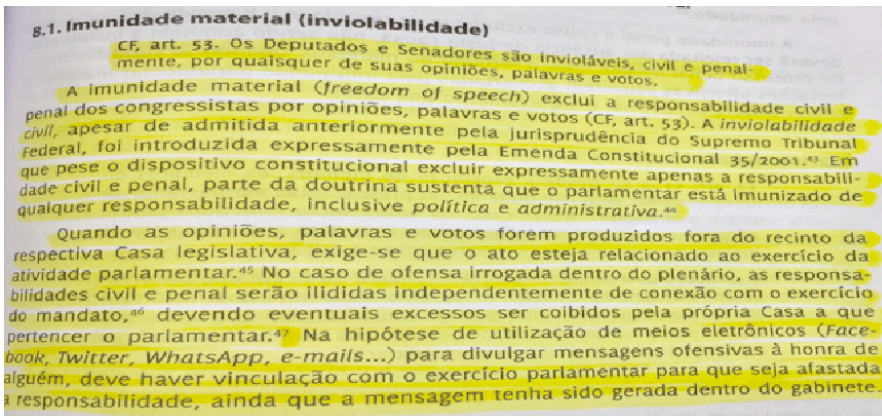 8.1. Imunidade material (inviolabilidade)
CF, art. 53. Os Deputados e Senadores são invioláveis, civil e penal-
mente, por quaisquer de suas opiniões, palavras e votos.
A imunidade material (freedom of speech) exclui a responsabilidade civil e
penal dos congressistas por opiniões, palavras e votos (CF, art. 53). A inviolabilidade
civil, apesar de admitida anteriormente pela jurisprudência do Supremo Tribunal
Federal, foi introduzida expressamente pela Emenda Constitucional 35/2001.⁴³ Em
que pese o dispositivo constitucional excluir expressamente apenas a responsabili-
dade civil e penal, parte da doutrina sustenta que o parlamentar está imunizado de
qualquer responsabilidade, inclusive política e administrativa.⁴⁴
Quando as opiniões, palavras e votos forem produzidos fora do recinto da
respectiva Casa legislativa, exige-se que o ato esteja relacionado ao exercício da
atividade parlamentar.⁴⁵ No caso de ofensa irrogada dentro do plenário, as responsa-
bilidades civil e penal serão ilididas independentemente de conexão com o exercício
do mandato,⁴⁶ devendo eventuais excessos ser coibidos pela própria Casa a que
pertencer o parlamentar.⁴⁷ Na hipótese de utilização de meios eletrônicos (Face-
book, Twitter, WhatsApp, e-mails...) para divulgar mensagens ofensivas à honra de
alguém, deve haver vinculação com o exercício parlamentar para que seja afastada
a responsabilidade, ainda que a mensagem tenha sido gerada dentro do gabinete.